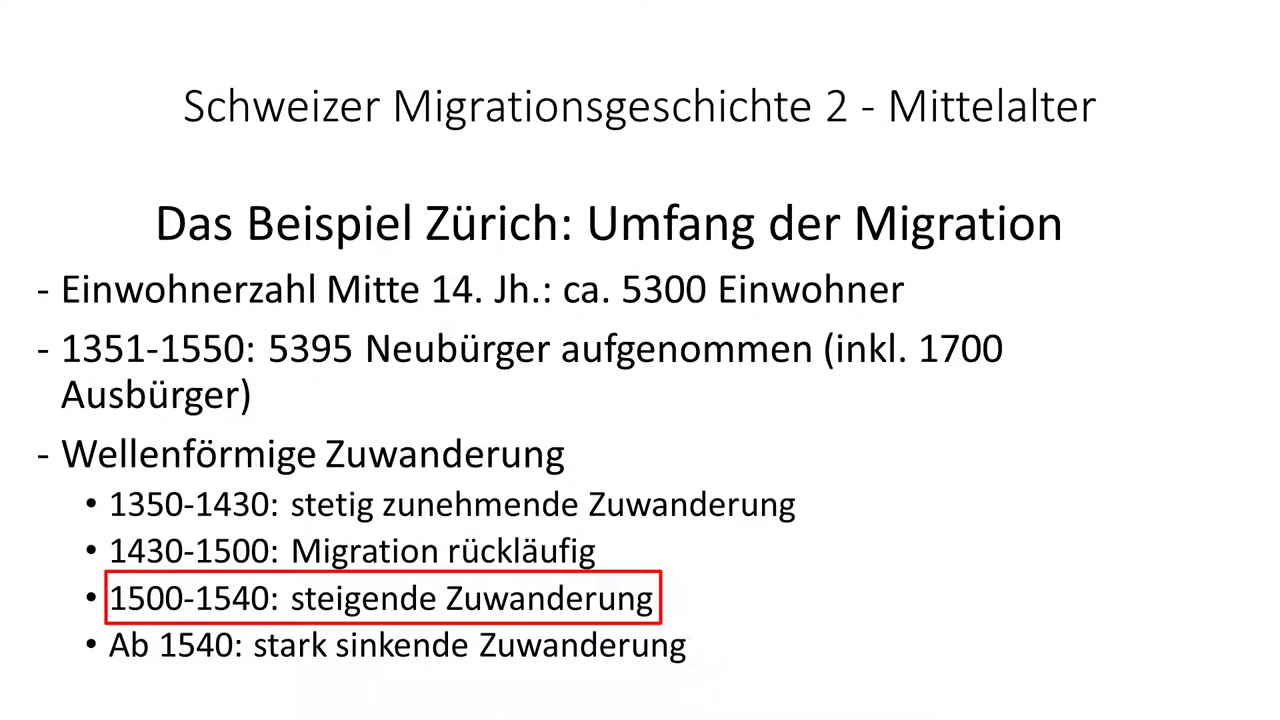 Schweizer Migrationsgeschichte 2 - Mittelalter
Das Beispiel Zürich: Umfang der Migration
- Einwohnerzahl Mitte 14. Jh.: ca. 5300 Einwohner
- 1351-1550: 5395 Neubürger aufgenommen (inkl. 1700
Ausbürger)
- Wellenförmige Zuwanderung
• 1350-1430: stetig zunehmende Zuwanderung
• 1430-1500: Migration rückläufig
• 1500-1540: steigende Zuwanderung
• Ab 1540: stark sinkende Zuwanderung